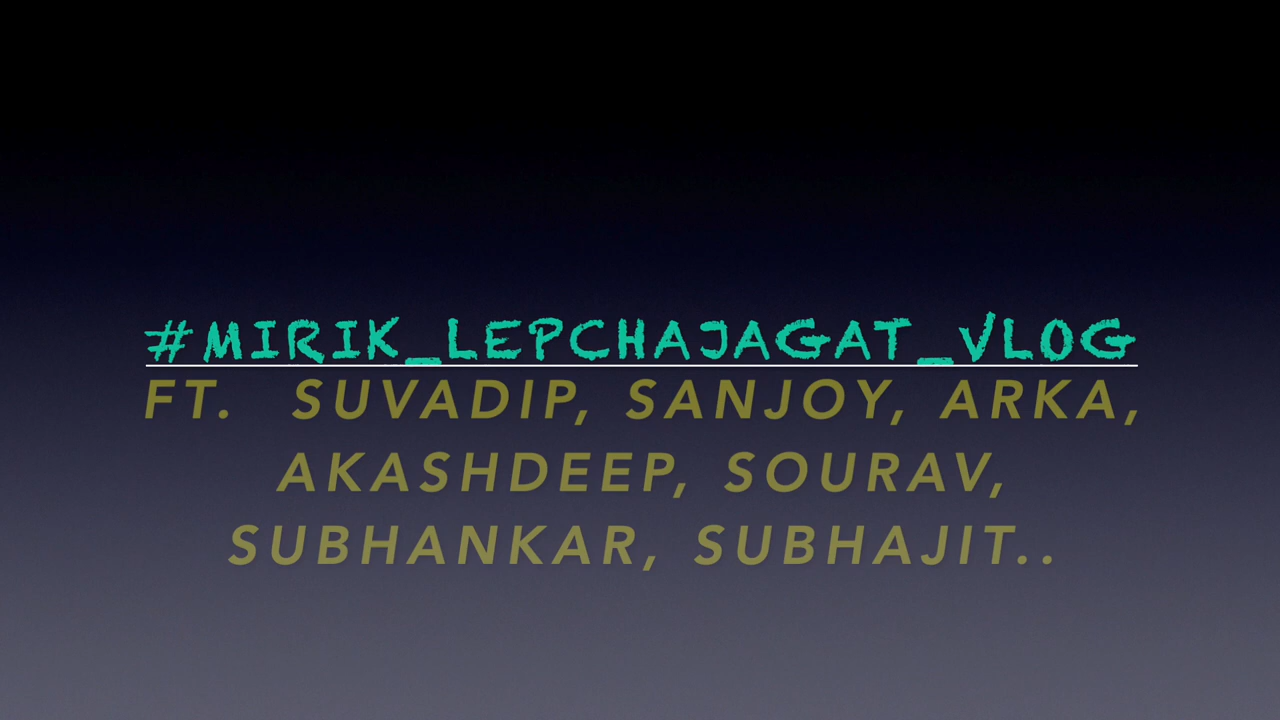 #MIRIK_LEPCHAJAGAT_VLOG
FT. SUVADIP, SANJOY, ARKA,
AKASHDEEP, SOURAV,
SUBHANKAR, SUBHAJIT..